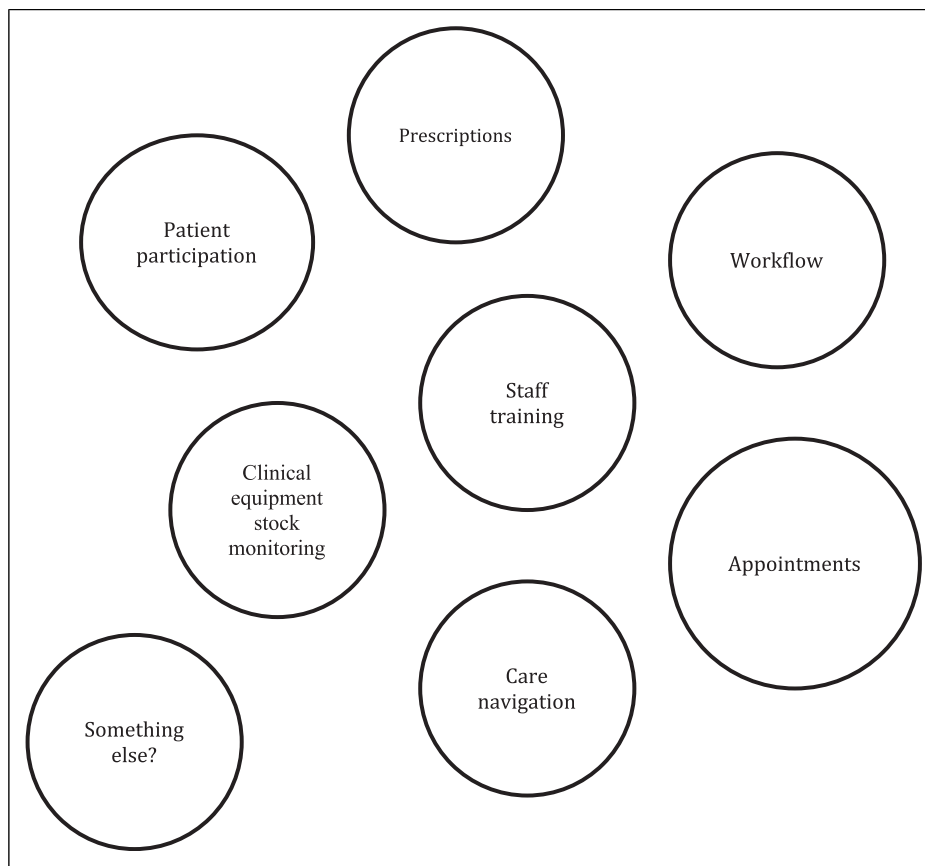 Prescriptions
Patient
participation
Workflow
Staff
training
Clinical
equipment
stock
monitoring
Appointments
Care
navigation
Something
else?